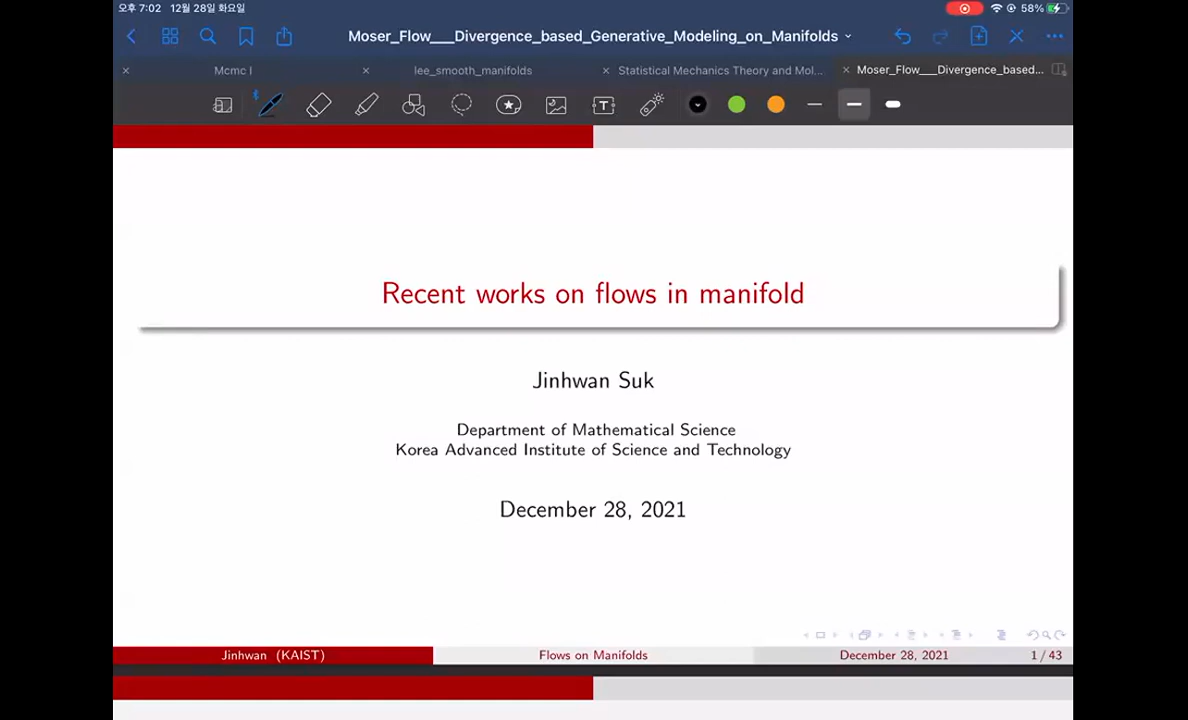 오후 7:02 12월 28일 화요일
58%
Moser_Flow___Divergence_based_Generative_Modeling_on_Manifolds
Mcmc I
lee_smooth_manifolds
Statistical Mechanics Theory and Mol...
Moser_Flow___Divergence_based...
T
Recent works on flows in manifold
Jinhwan Suk
Department of Mathematical Science
Korea Advanced Institute of Science and Technology
December 28, 2021
Jinhwan (KAIST) Flows on Manifolds December 28, 2021 1 / 43